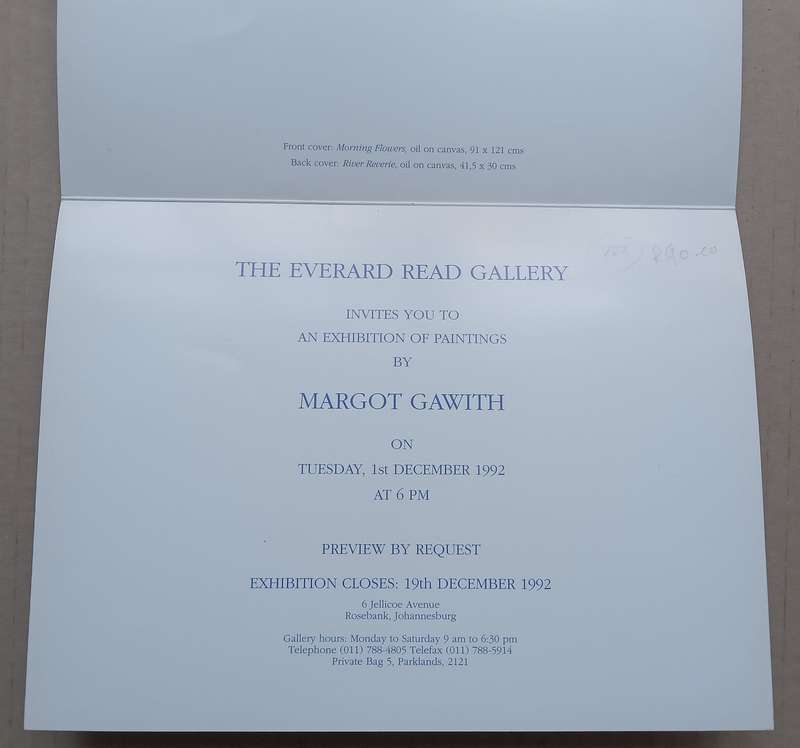 Front cover: Morning Flowers, oil on canvas, 91 x 121 cms
Back cover: River Reverie, oil on canvas, 41,5 x 30 cms
890.00
THE EVERARD READ GALLERY
INVITES YOU TO
AN EXHIBITION OF PAINTINGS
BY
MARGOT GAWITH
ON
TUESDAY, 1st DECEMBER 1992
AT 6 PM
PREVIEW BY REQUEST
EXHIBITION CLOSES: 19th DECEMBER 1992
6 Jellicoe Avenue
Rosebank, Johannesburg
Gallery hours: Monday to Saturday 9 am to 6:30 pm
Telephone (011) 788-4805 Telefax (011) 788-5914
Private Bag 5, Parklands, 2121